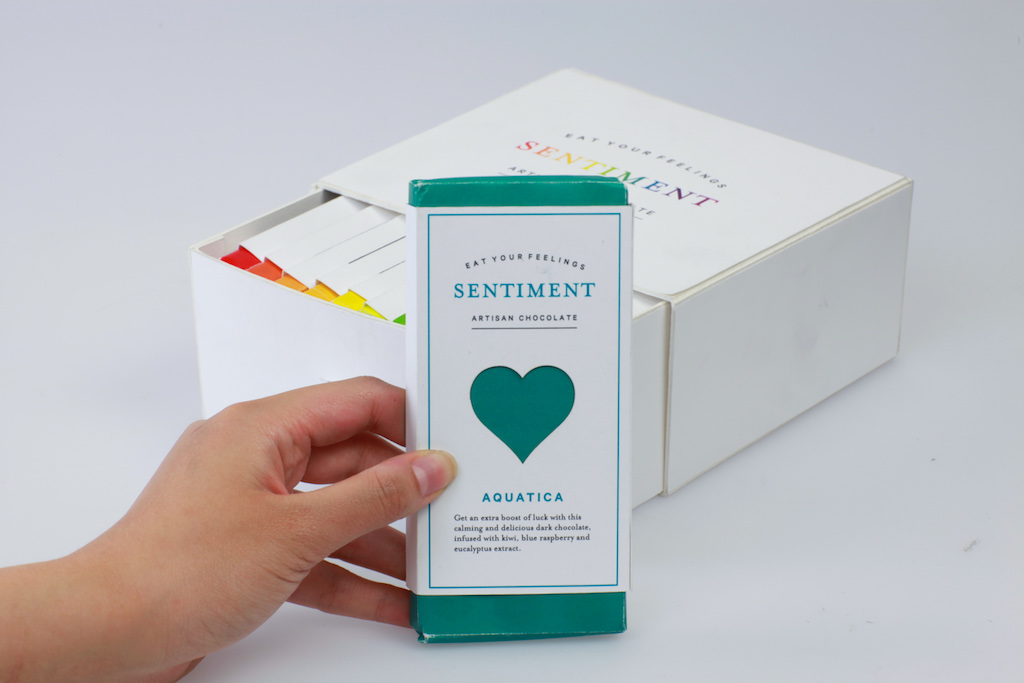 EAT YOUR FEELINGS
SENTIMENT
EAT YOUR FEELINGS
SENTIMENT
ARTISAN CHOCOLATE
AQUATICA
Get an extra boost of luck with this
calming and delicious dark chocolate,
infused with kiwi, blue raspberry and
eucalyptus extract.